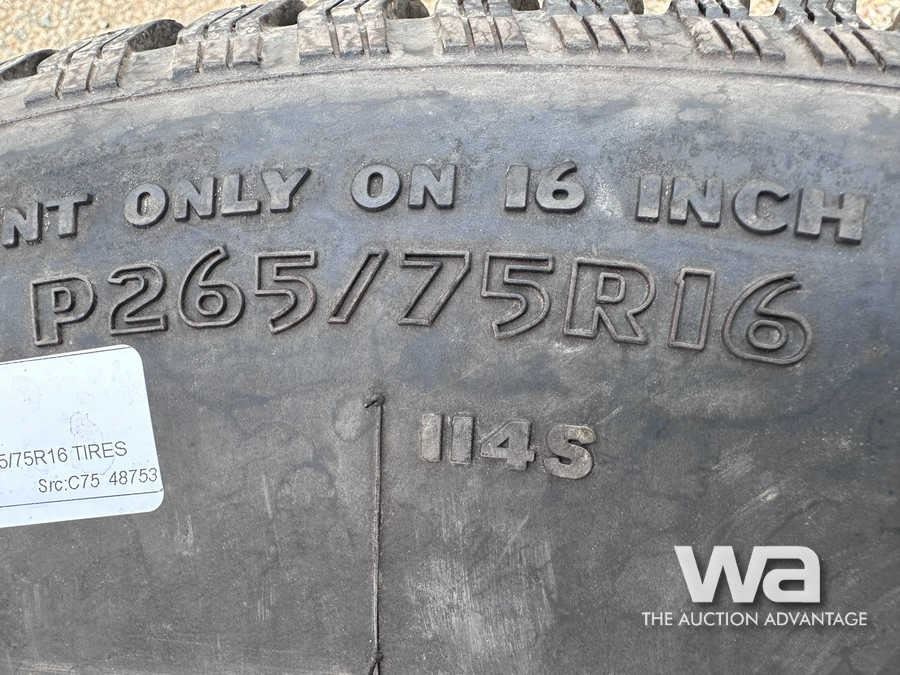 NT ONLY ON 16 INCH
P265/75R16
114S
5/75R16 TIRES
Src:C75 48753
wa
THE AUCTION ADVANTAGE